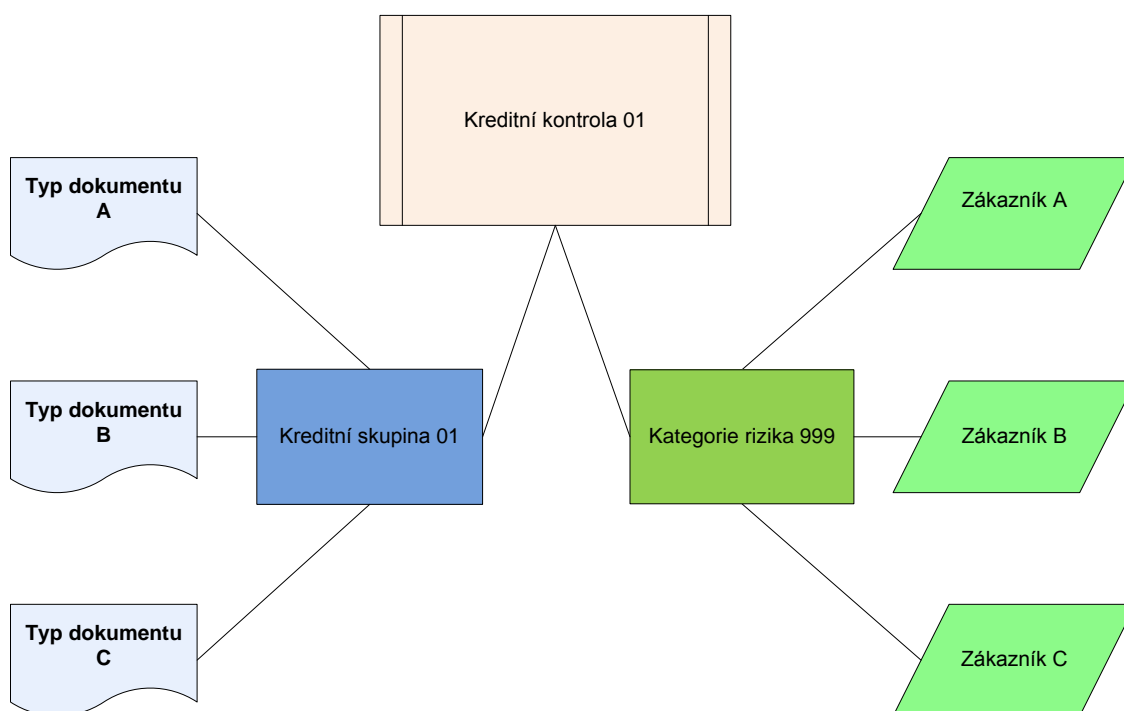 Kreditní kontrola 01
Typ dokumentu
A
Zákazník A
Typ dokumentu
B
Kreditní skupina 01
Kategorie rizika 999
Zákazník B
Typ dokumentu
C
Zákazník C